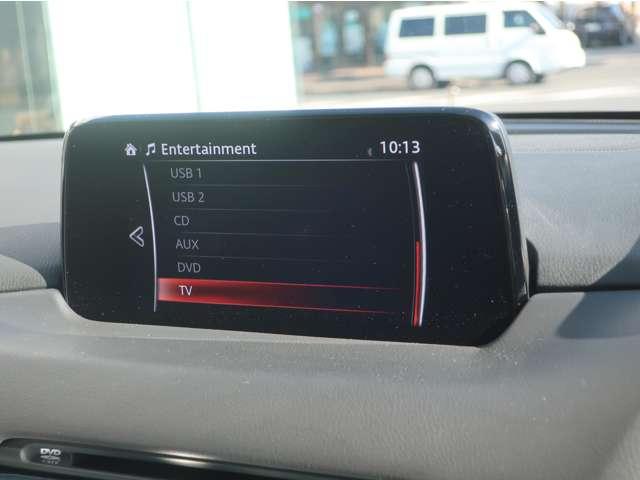 Entertainment 10:13
USB 1
USB 2
CD
AUX
DVD
TV
DVD